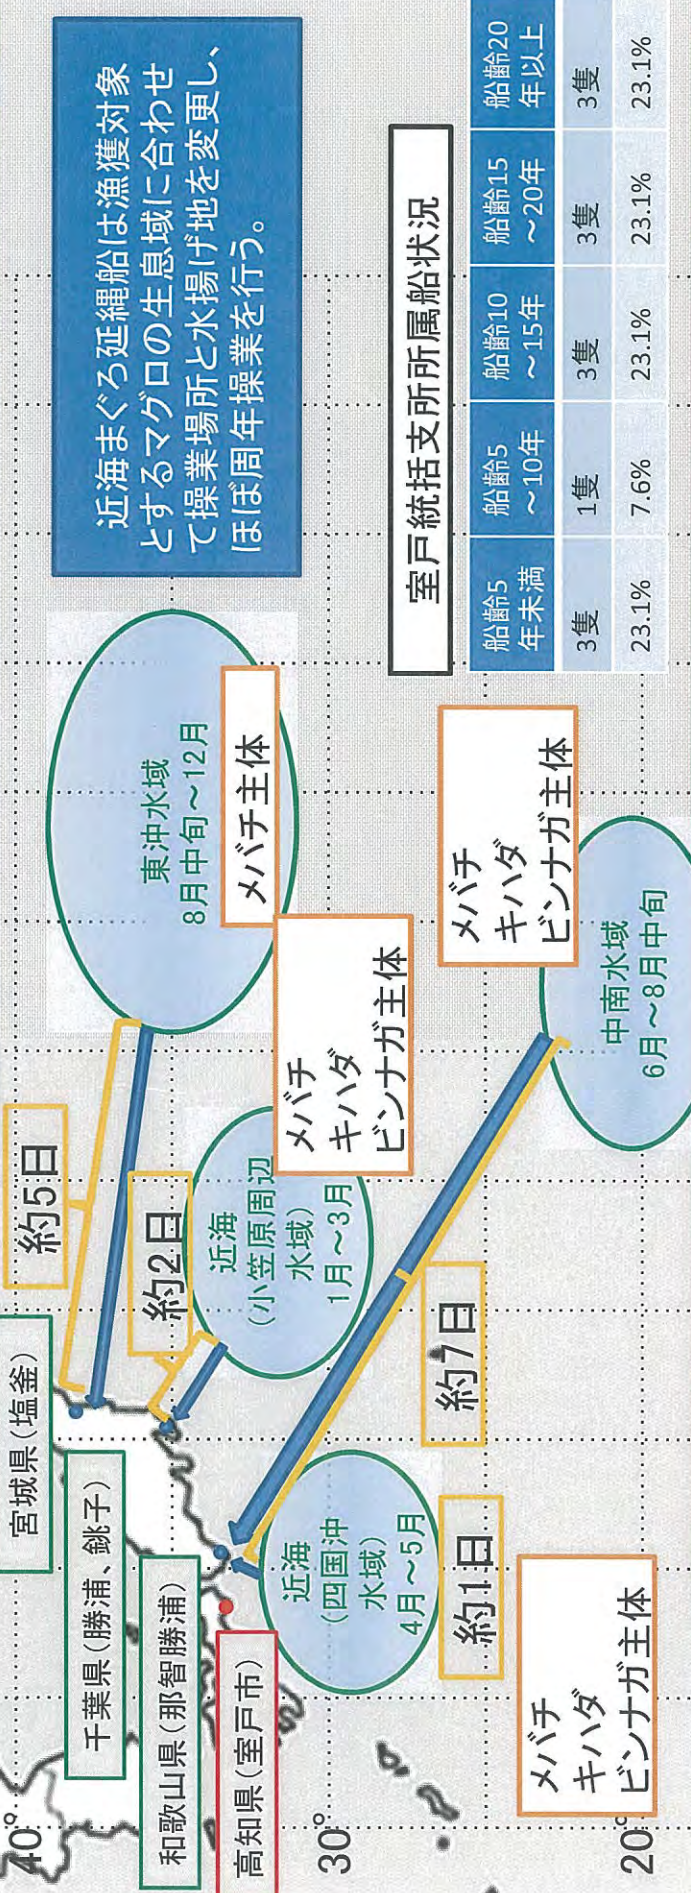 近海まぐろ延縄船は漁獲対象
とするマグロの生息域に合わせ
て操業場所と水揚げ地を変更し、
ほぼ周年操業を行う。
宮城県(塩釜)
千葉県(勝浦、銚子)
和歌山県(那智勝浦)
高知県(室戸市)
40°
30°
20°
約5日
約2日
約7日
約1日
東沖水域
8月中旬～12月
メバチ主体
近海
(小笠原周辺
水域)
1月～3月
メバチ
キハダ
ビンナガ主体
中南水域
6月～8月中旬
メバチ
キハダ
ビンナガ主体
近海
(四国沖
水域)
4月～5月
メバチ
キハダ
ビンナガ主体
室戸統括支所所属船状況
船齢5
年未満
船齢5
～10年
船齢10
～15年
船齢15
～20年
船齢20
年以上
3隻 1隻 3隻 3隻 3隻
23.1% 7.6% 23.1% 23.1% 23.1%